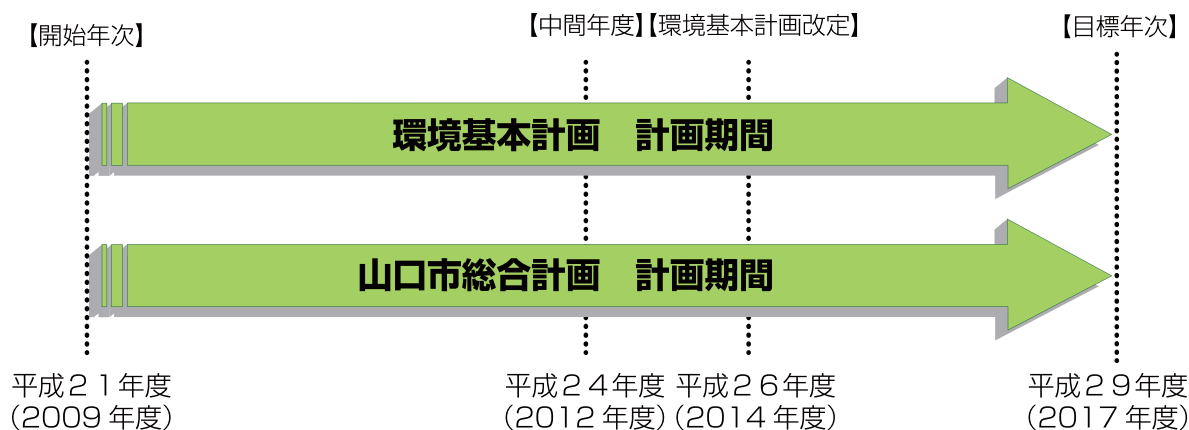 【開始年次】
【中間年度】【環境基本計画改定】
【目標年次】
環境基本計画　計画期間
山口市総合計画　計画期間
平成２１年度
（2009 年度）
平成２４年度
（2012 年度）
平成２６年度
（2014 年度）
平成２９年度
（2017 年度）